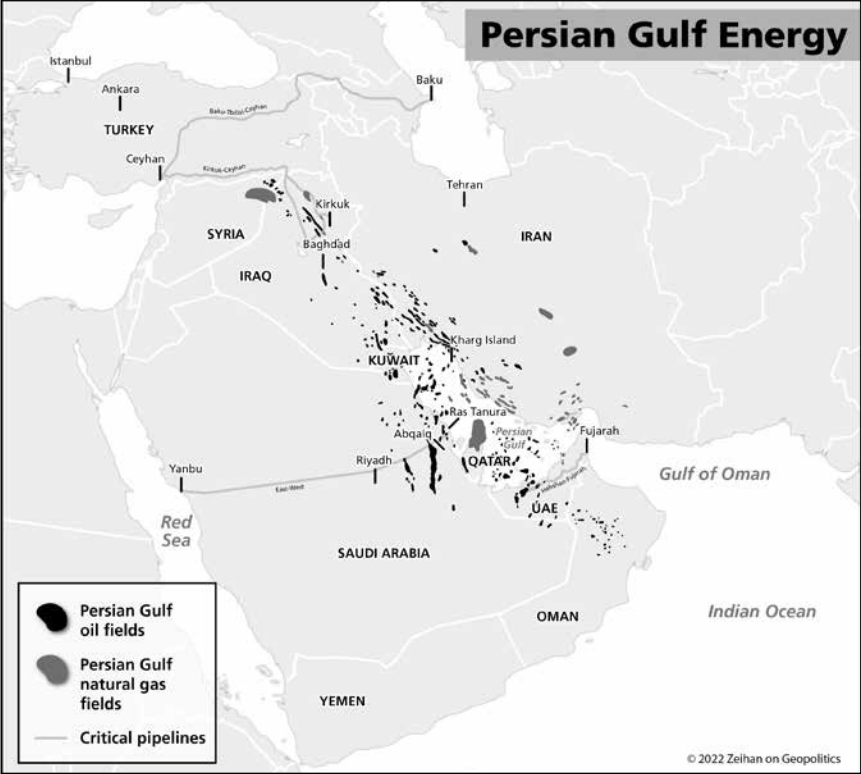 Persian Gulf Energy
Istanbul
Baku
Ankara
Baku-Tbilisi-Ceyhan
TURKEY
Ceyhan
Kirkuk-Ceyhan
Tehran
Kirkuk
SYRIA
IRAN
Baghdad
IRAQ
Kharg Island
KUWAIT
Ras Tanura
Persian
Gulf
Abqaiq
Fujarah
Riyadh
QATAR
Yanbu
Gulf of Oman
East-West
Habshan-Fujarah
UAE
Red
Sea
SAUDI ARABIA
Persian Gulf
oil fields
OMAN
Indian Ocean
Persian Gulf
natural gas
fields
YEMEN
Critical pipelines
© 2022 Zeihan on Geopolitics